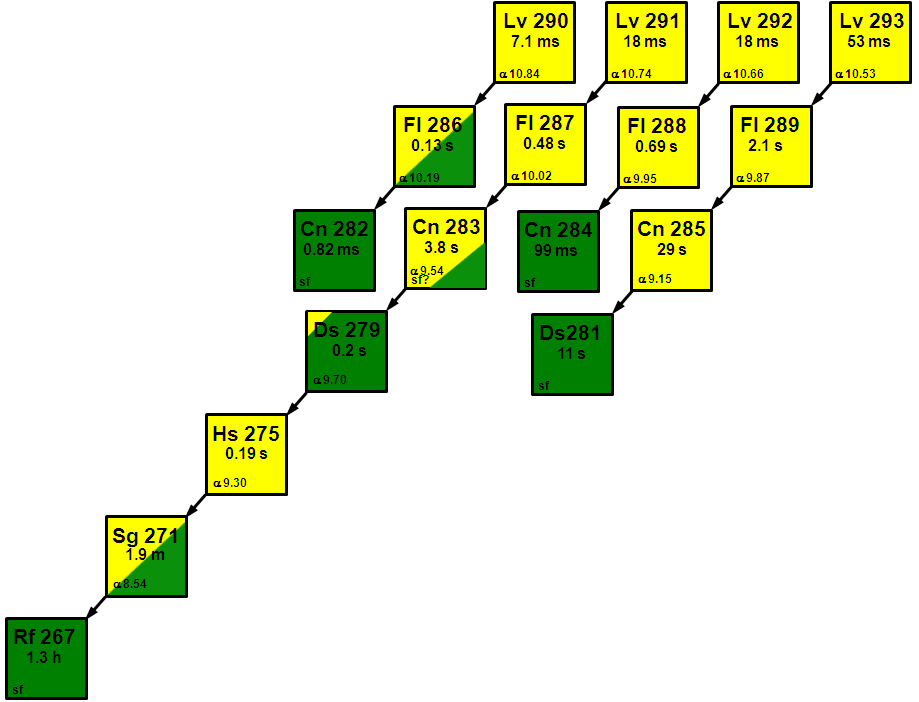 Lv 290
7.1 ms
α10.84
Lv 291
18 ms
α10.74
Lv 292
18 ms
α10.66
Lv 293
53 ms
α10.53
Fl 286
0.13 s
α10.19
Fl 287
0.48 s
α10.02
Fl 288
0.69 s
α9.95
Fl 289
2.1 s
α9.87
Cn 282
0.82 ms
sf
Cn 283
3.8 s
α9.54
sf?
Cn 284
99 ms
sf
Cn 285
29 s
α9.15
Ds 279
0.2 s
α9.70
Ds281
11 s
sf
Hs 275
0.19 s
α9.30
Sg 271
1.9 m
α8.54
Rf 267
1.3 h
sf